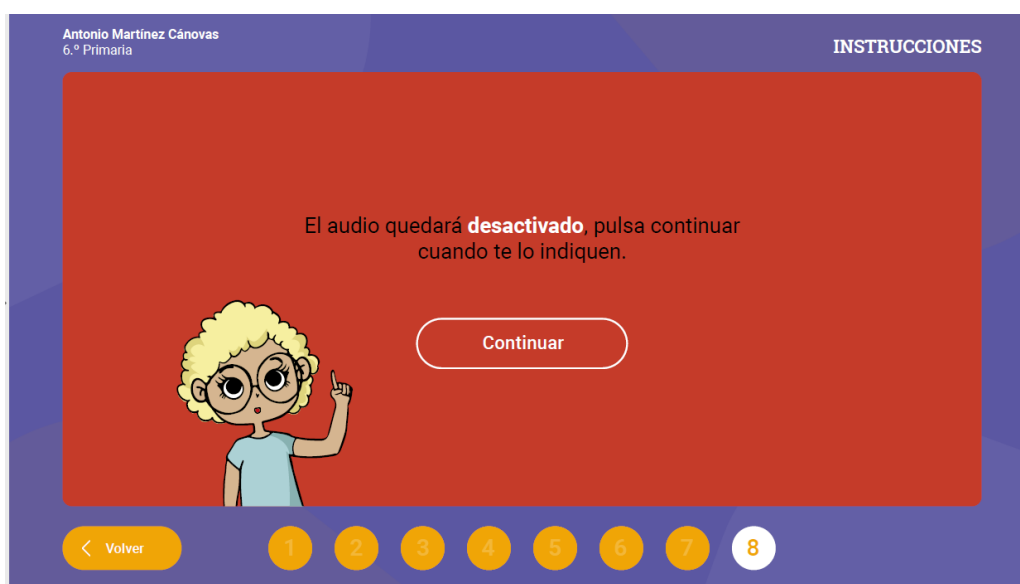 Antonio Martínez Cánovas
6.º Primaria
INSTRUCCIONES
El audio quedará desactivado, pulsa continuar
cuando te lo indiquen.
Continuar
Volver
1 2 3 4 5 6 7 8